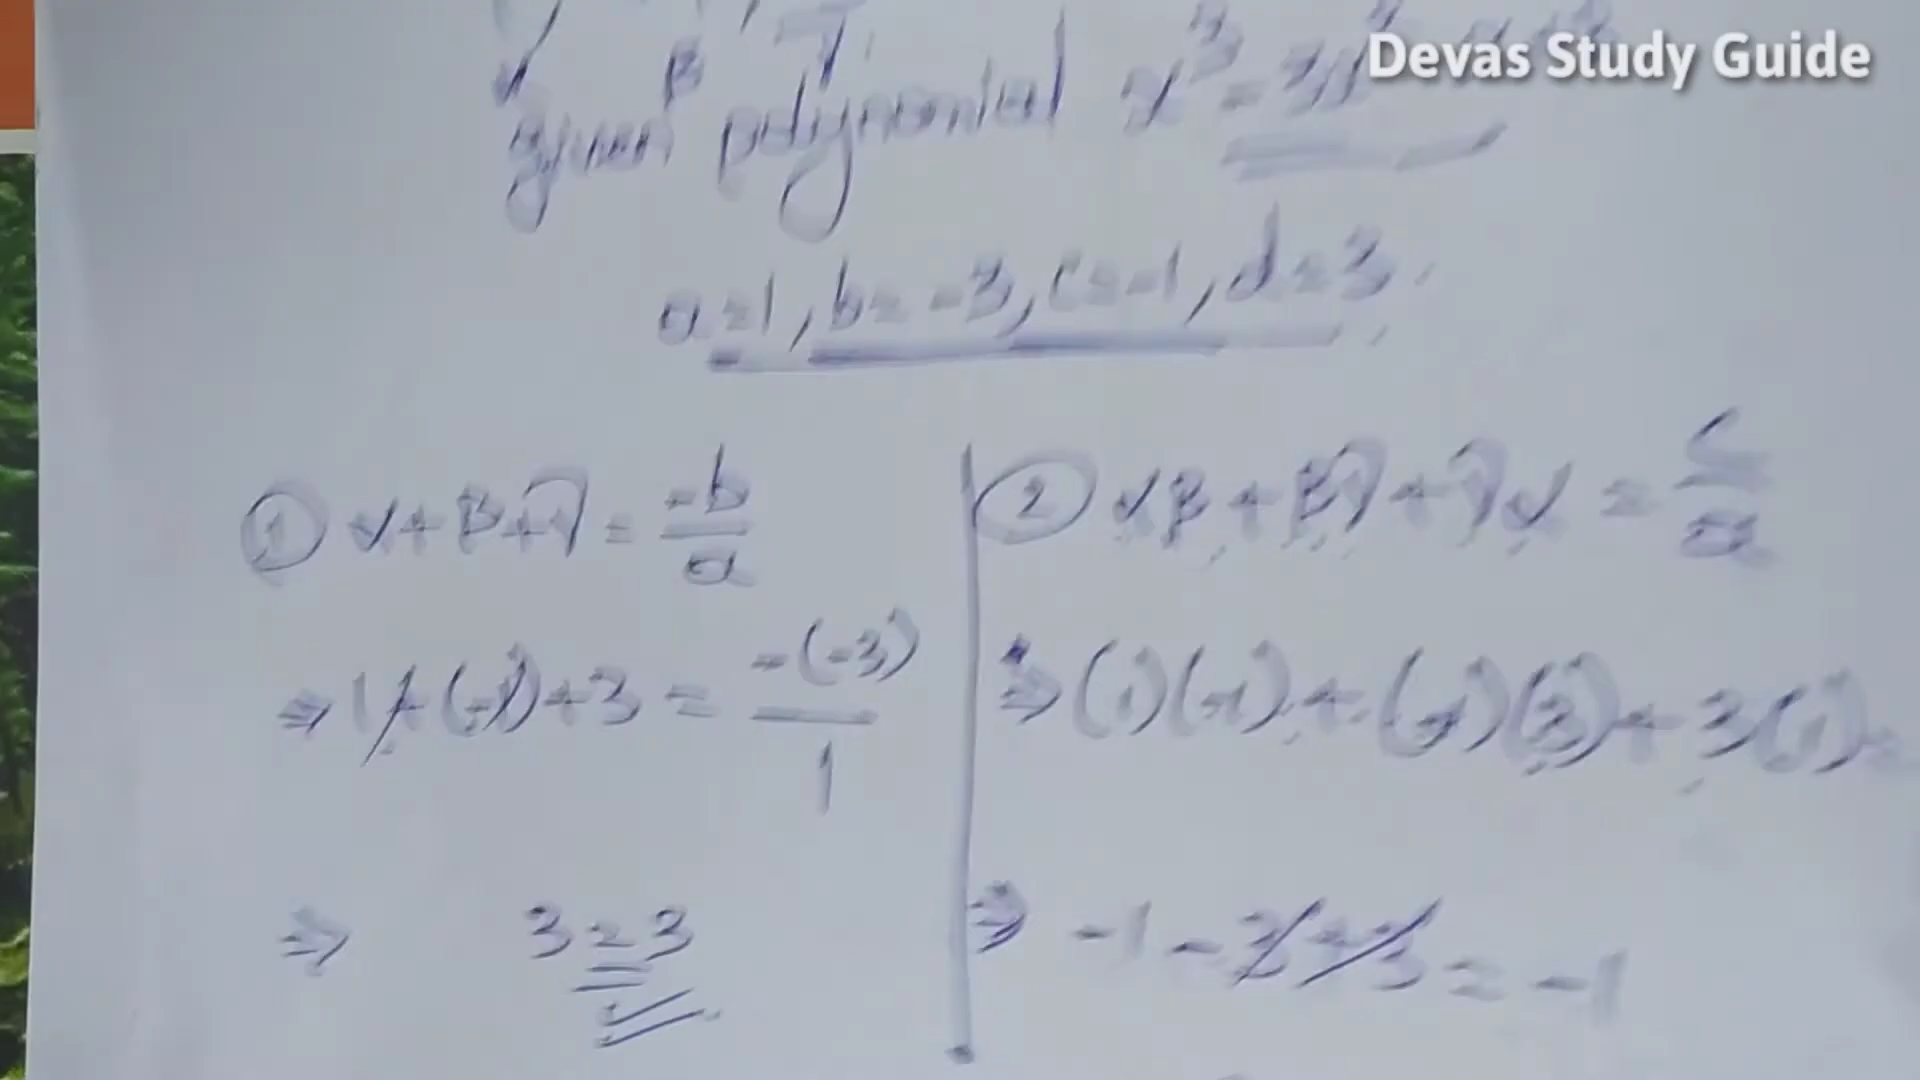 Devas Study Guide
β γ
given polynomial x³-3x²
a=1, b=-3, c=-1, d=3.
① α+β+γ = -b/a
⇒ 1+(-1)+3 = -(-3)/1
⇒ 3=3
② αβ+βγ+γα = c/a
⇒ (1)(-1)+(-1)(3)+3(1)=
⇒ -1-3+3=-1